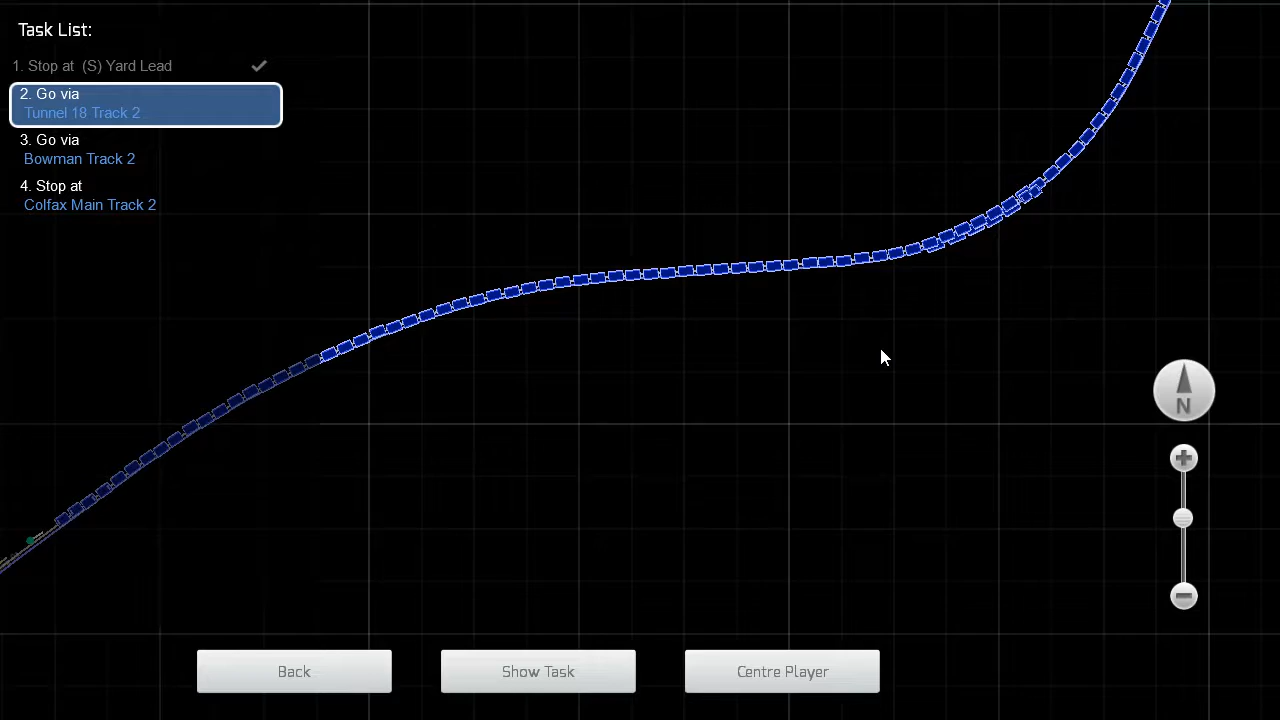 Task List:
1. Stop at (S) Yard Lead
2. Go via
Tunnel 18 Track 2
3. Go via
Bowman Track 2
4. Stop at
Colfax Main Track 2
N
Back
Show Task
Centre Player